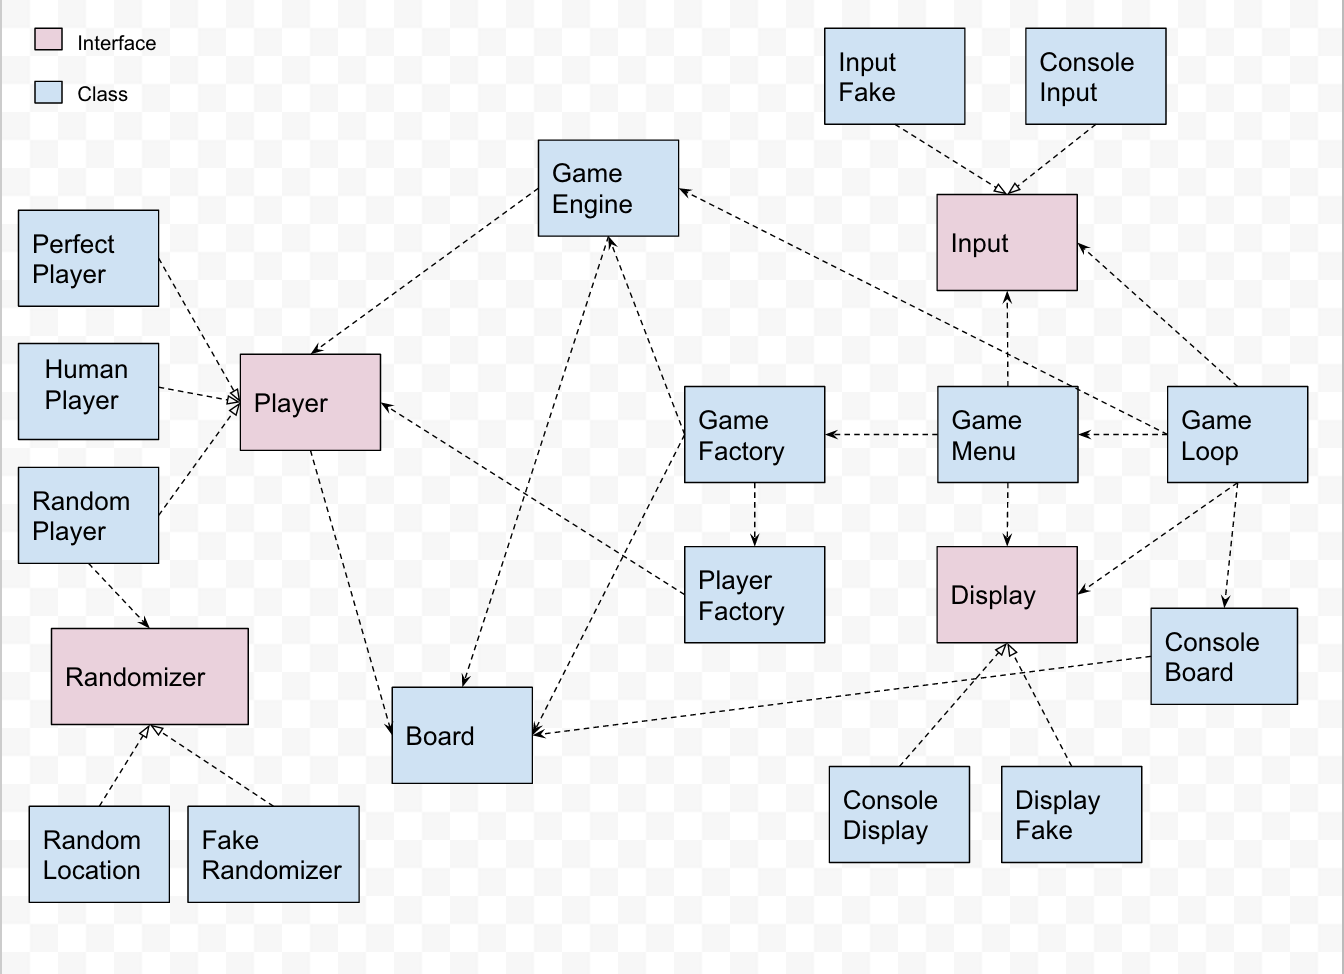 Interface
Class
Input
Fake
Console
Input
Game
Engine
Perfect
Player
Input
Human
Player
Player
Game
Factory
Game
Menu
Game
Loop
Random
Player
Player
Factory
Display
Console
Board
Randomizer
Board
Console
Display
Display
Fake
Random
Location
Fake
Randomizer